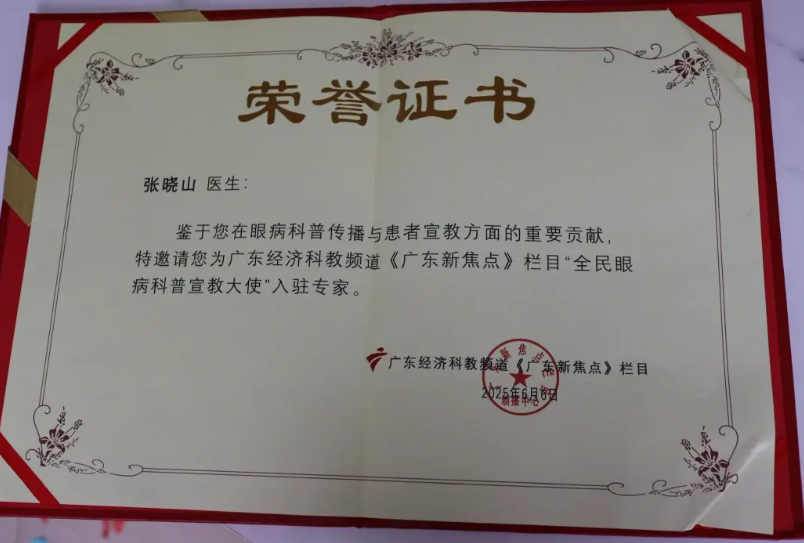 荣誉证书
张晓山 医生:
鉴于您在眼病科普传播与患者宣教方面的重要贡献,
特邀请您为广东经济科教频道《广东新焦点》栏目“全民眼
病科普宣教大使”入驻专家。
广东经济科教频道《广东新焦点》栏目
2025年6月6日
制播中心